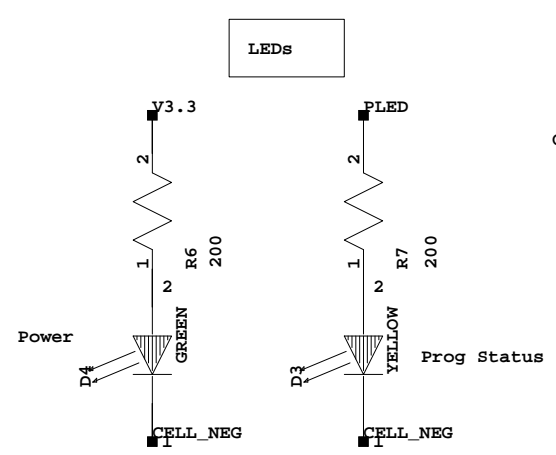 LEDs
V3.3
PLED
2
2
R6
200
R7
200
1
1
2
2
GREEN
YELLOW
Power
Prog Status
D4
D3
CELL_NEG
CELL_NEG
1
1